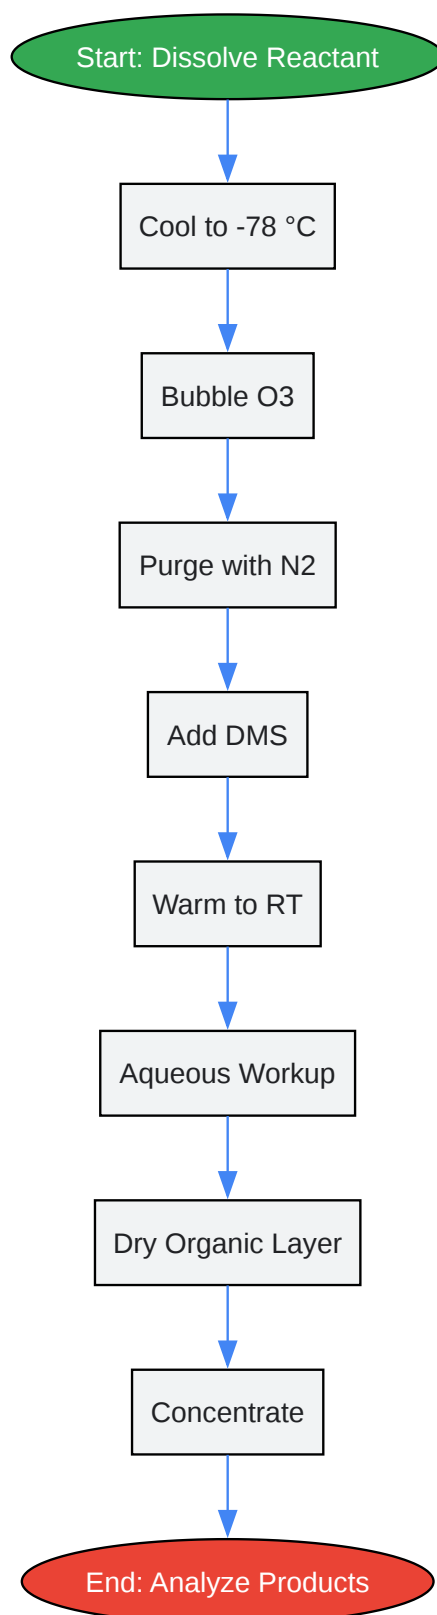 Start: Dissolve Reactant
Cool to -78 °C
Bubble O3
Purge with N2
Add DMS
Warm to RT
Aqueous Workup
Dry Organic Layer
Concentrate
End: Analyze Products